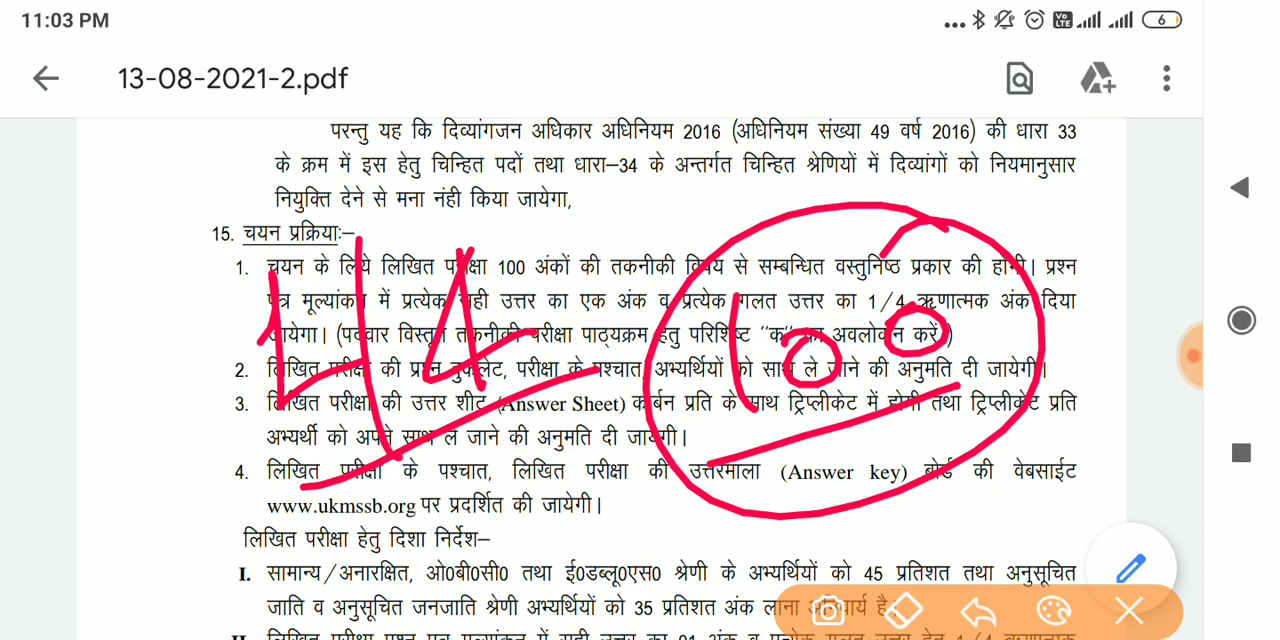 11:03 PM ... Vo LTE 6
13-08-2021-2.pdf
परन्तु यह कि दिव्यांगजन अधिकार अधिनियम 2016 (अधिनियम संख्या 49 वर्ष 2016) की धारा 33
के क्रम में इस हेतु चिन्हित पदों तथा धारा–34 के अन्तर्गत चिन्हित श्रेणियों में दिव्यांगों को नियमानुसार
नियुक्ति देने से मना नंही किया जायेगा,
15. चयन प्रक्रियाः–
1. चयन के लिये लिखित परीक्षा 100 अंकों की तकनीकी विषय से सम्बन्धित वस्तुनिष्ठ प्रकार की होगी। प्रश्न
पत्र मूल्यांकन में प्रत्येक सही उत्तर का एक अंक व प्रत्येक गलत उत्तर का 1/4 ऋणात्मक अंक दिया
जायेगा। (पदवार विस्तृत तकनीकी परीक्षा पाठ्यक्रम हेतु परिशिष्ट "क" का अवलोकन करें)
2. लिखित परीक्षा की प्रश्न बुकलेट, परीक्षा के पश्चात, अभ्यर्थियों को साथ ले जाने की अनुमति दी जायेगी।
3. लिखित परीक्षा की उत्तर शीट (Answer Sheet) कार्बन प्रति के साथ ट्रिप्लीकेट में होगी तथा ट्रिप्लीकेट प्रति
अभ्यर्थी को अपने साथ ले जाने की अनुमति दी जायेगी।
4. लिखित परीक्षा के पश्चात, लिखित परीक्षा की उत्तरमाला (Answer key) बोर्ड की वेबसाईट
www.ukmssb.org पर प्रदर्शित की जायेगी।
लिखित परीक्षा हेतु दिशा निर्देश–
I. सामान्य/अनारक्षित, ओ0बी0सी0 तथा ई0डब्लू0एस0 श्रेणी के अभ्यर्थियों को 45 प्रतिशत तथा अनुसूचित
जाति व अनुसूचित जनजाति श्रेणी अभ्यर्थियों को 35 प्रतिशत अंक लाना अनिवार्य है।